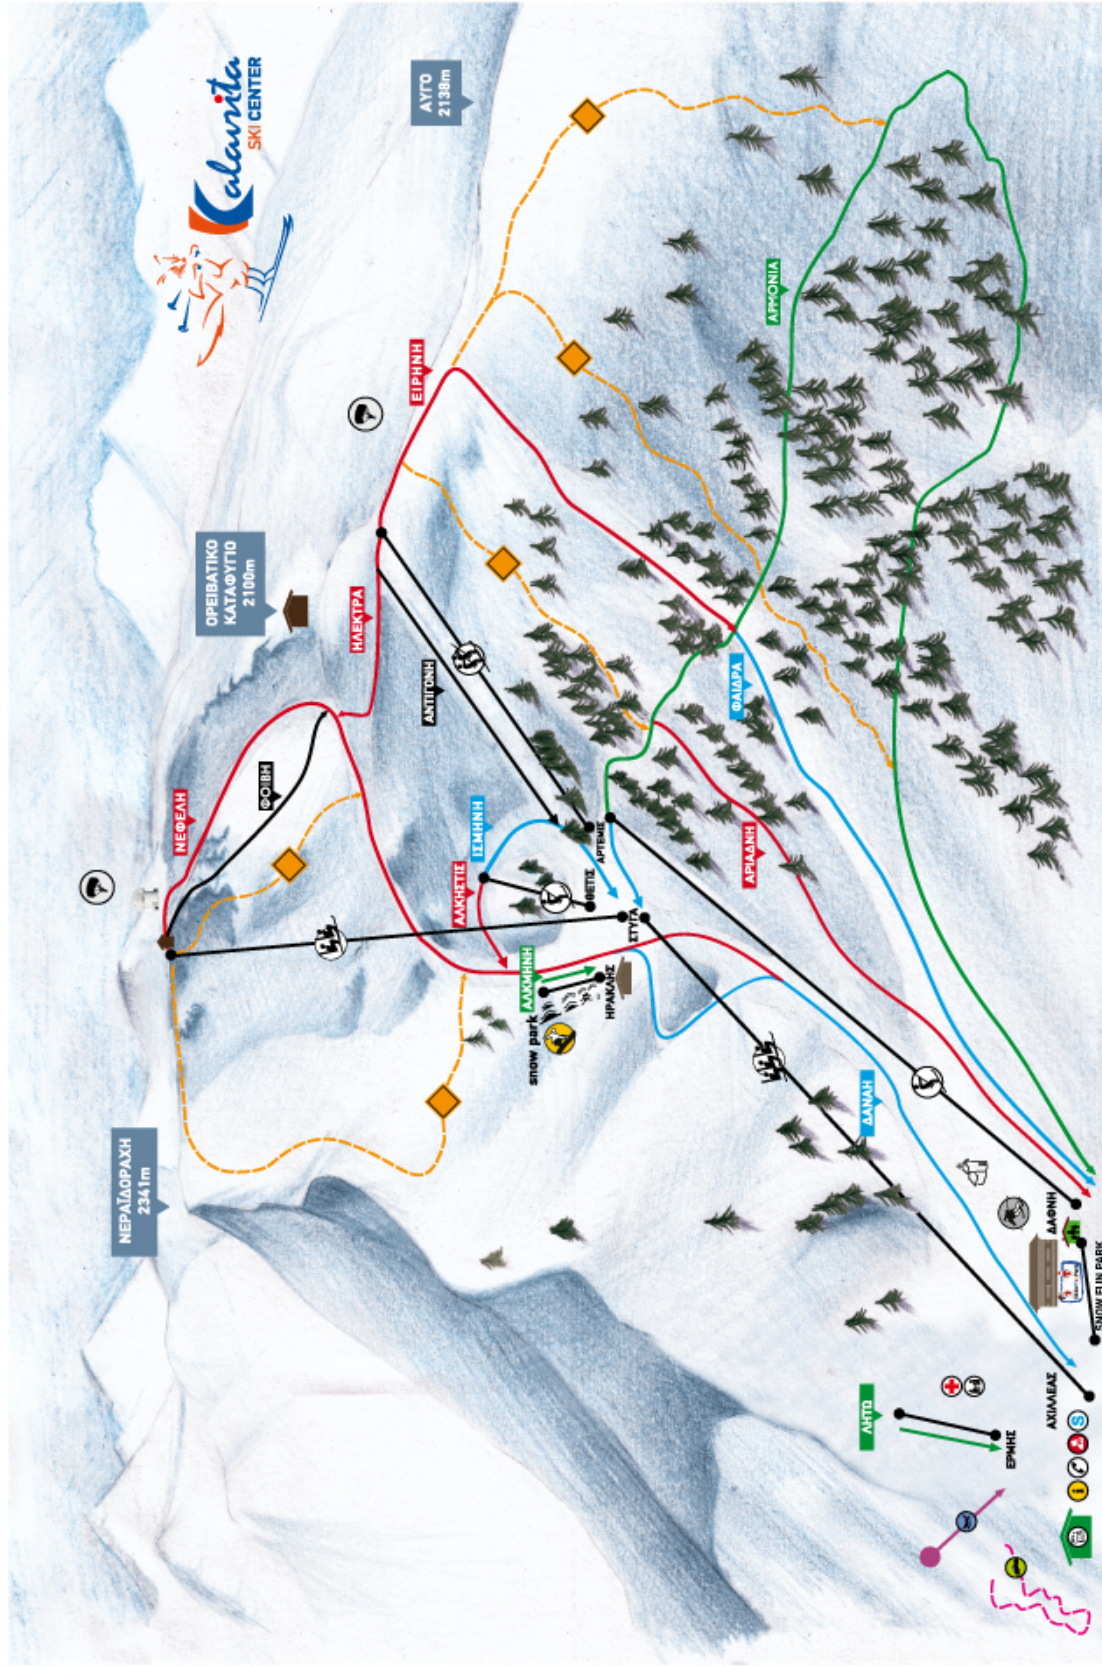 Calavrita
SKI CENTER
ΝΕΡΑΪΔΟΡΑΧΗ
2341m
ΝΕΦΕΛΗ
ΟΡΕΙΒΑΤΙΚΟ
ΚΑΤΑΦΥΓΙΟ
2100m
ΑΥΓΟ
2138m
ΦΟΙΒΗ
ΗΛΕΚΤΡΑ
ΕΙΡΗΝΗ
ΑΝΤΙΓΟΝΗ
ΑΛΚΗΣΤΙΣ
ΙΣΜΗΝΗ
ΑΛΚΜΗΝΗ
snow park
ΘΕΤΙΣ
ΑΡΤΕΜΙΣ
ΗΡΑΚΛΗΣ
ΣΤΥΓΑ
ΑΡΜΟΝΙΑ
ΦΑΙΔΡΑ
ΑΡΙΑΔΝΗ
ΔΑΝΑΗ
ΛΗΤΩ
ΕΡΜΗΣ
ΑΧΙΛΛΕΑΣ
ΔΑΦΝΗ
SNOW FUN PARK
i
S